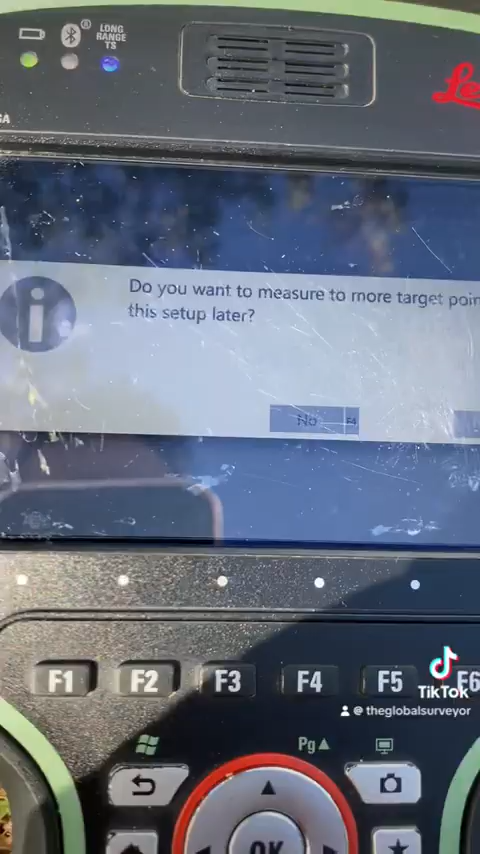 LONG
RANGE
TS
Do you want to measure to more target
this setup later?
No F4
F1 F2 F3 F4 F5 F6
TikTok
@ theglobalsurveyor
Pg
OK